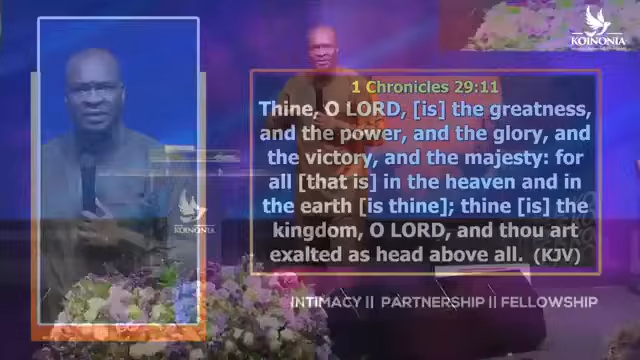 KOINONIA
1 Chronicles 29:11
Thine, O LORD, [is] the greatness,
and the power, and the glory, and
the victory, and the majesty: for
all [that is] in the heaven and in
the earth [is thine]; thine [is] the
kingdom, O LORD, and thou art
exalted as head above all. (KJV)
KOINONIA
INTIMACY || PARTNERSHIP || FELLOWSHIP